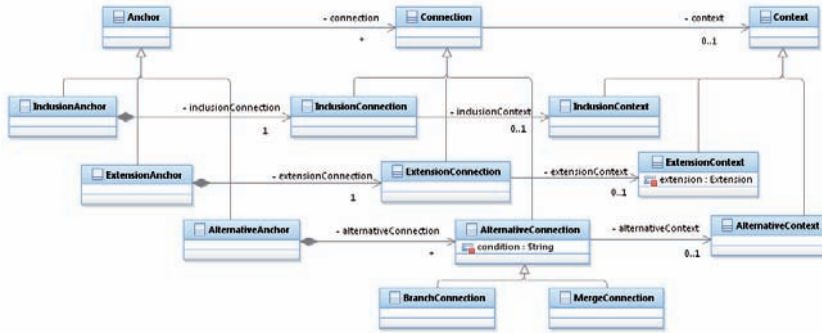 Anchor
- connection
*
Connection
- context
0..1
Context
InclusionAnchor
- inclusionConnection
1
InclusionConnection
- inclusionContext
0..1
InclusionContext
ExtensionAnchor
- extensionConnection
1
ExtensionConnection
- extensionContext
0..1
ExtensionContext
extension : Extension
AlternativeAnchor
- alternativeConnection
*
AlternativeConnection
condition : String
- alternativeContext
0..1
AlternativeContext
BranchConnection
MergeConnection